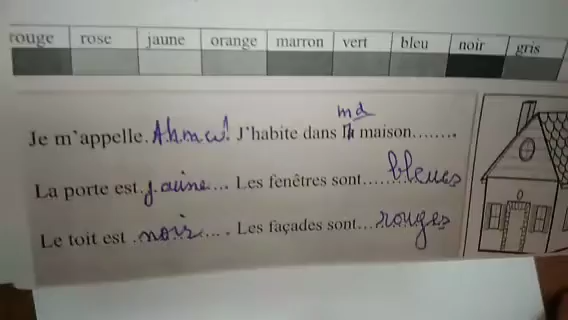 rouge rose jaune orange marron vert bleu noir gris
Je m'appelle. Ahmed! J'habite dans ma maison........
La porte est. jaune... Les fenêtres sont..... bleues
Le toit est .noir.... Les façades sont... rouges